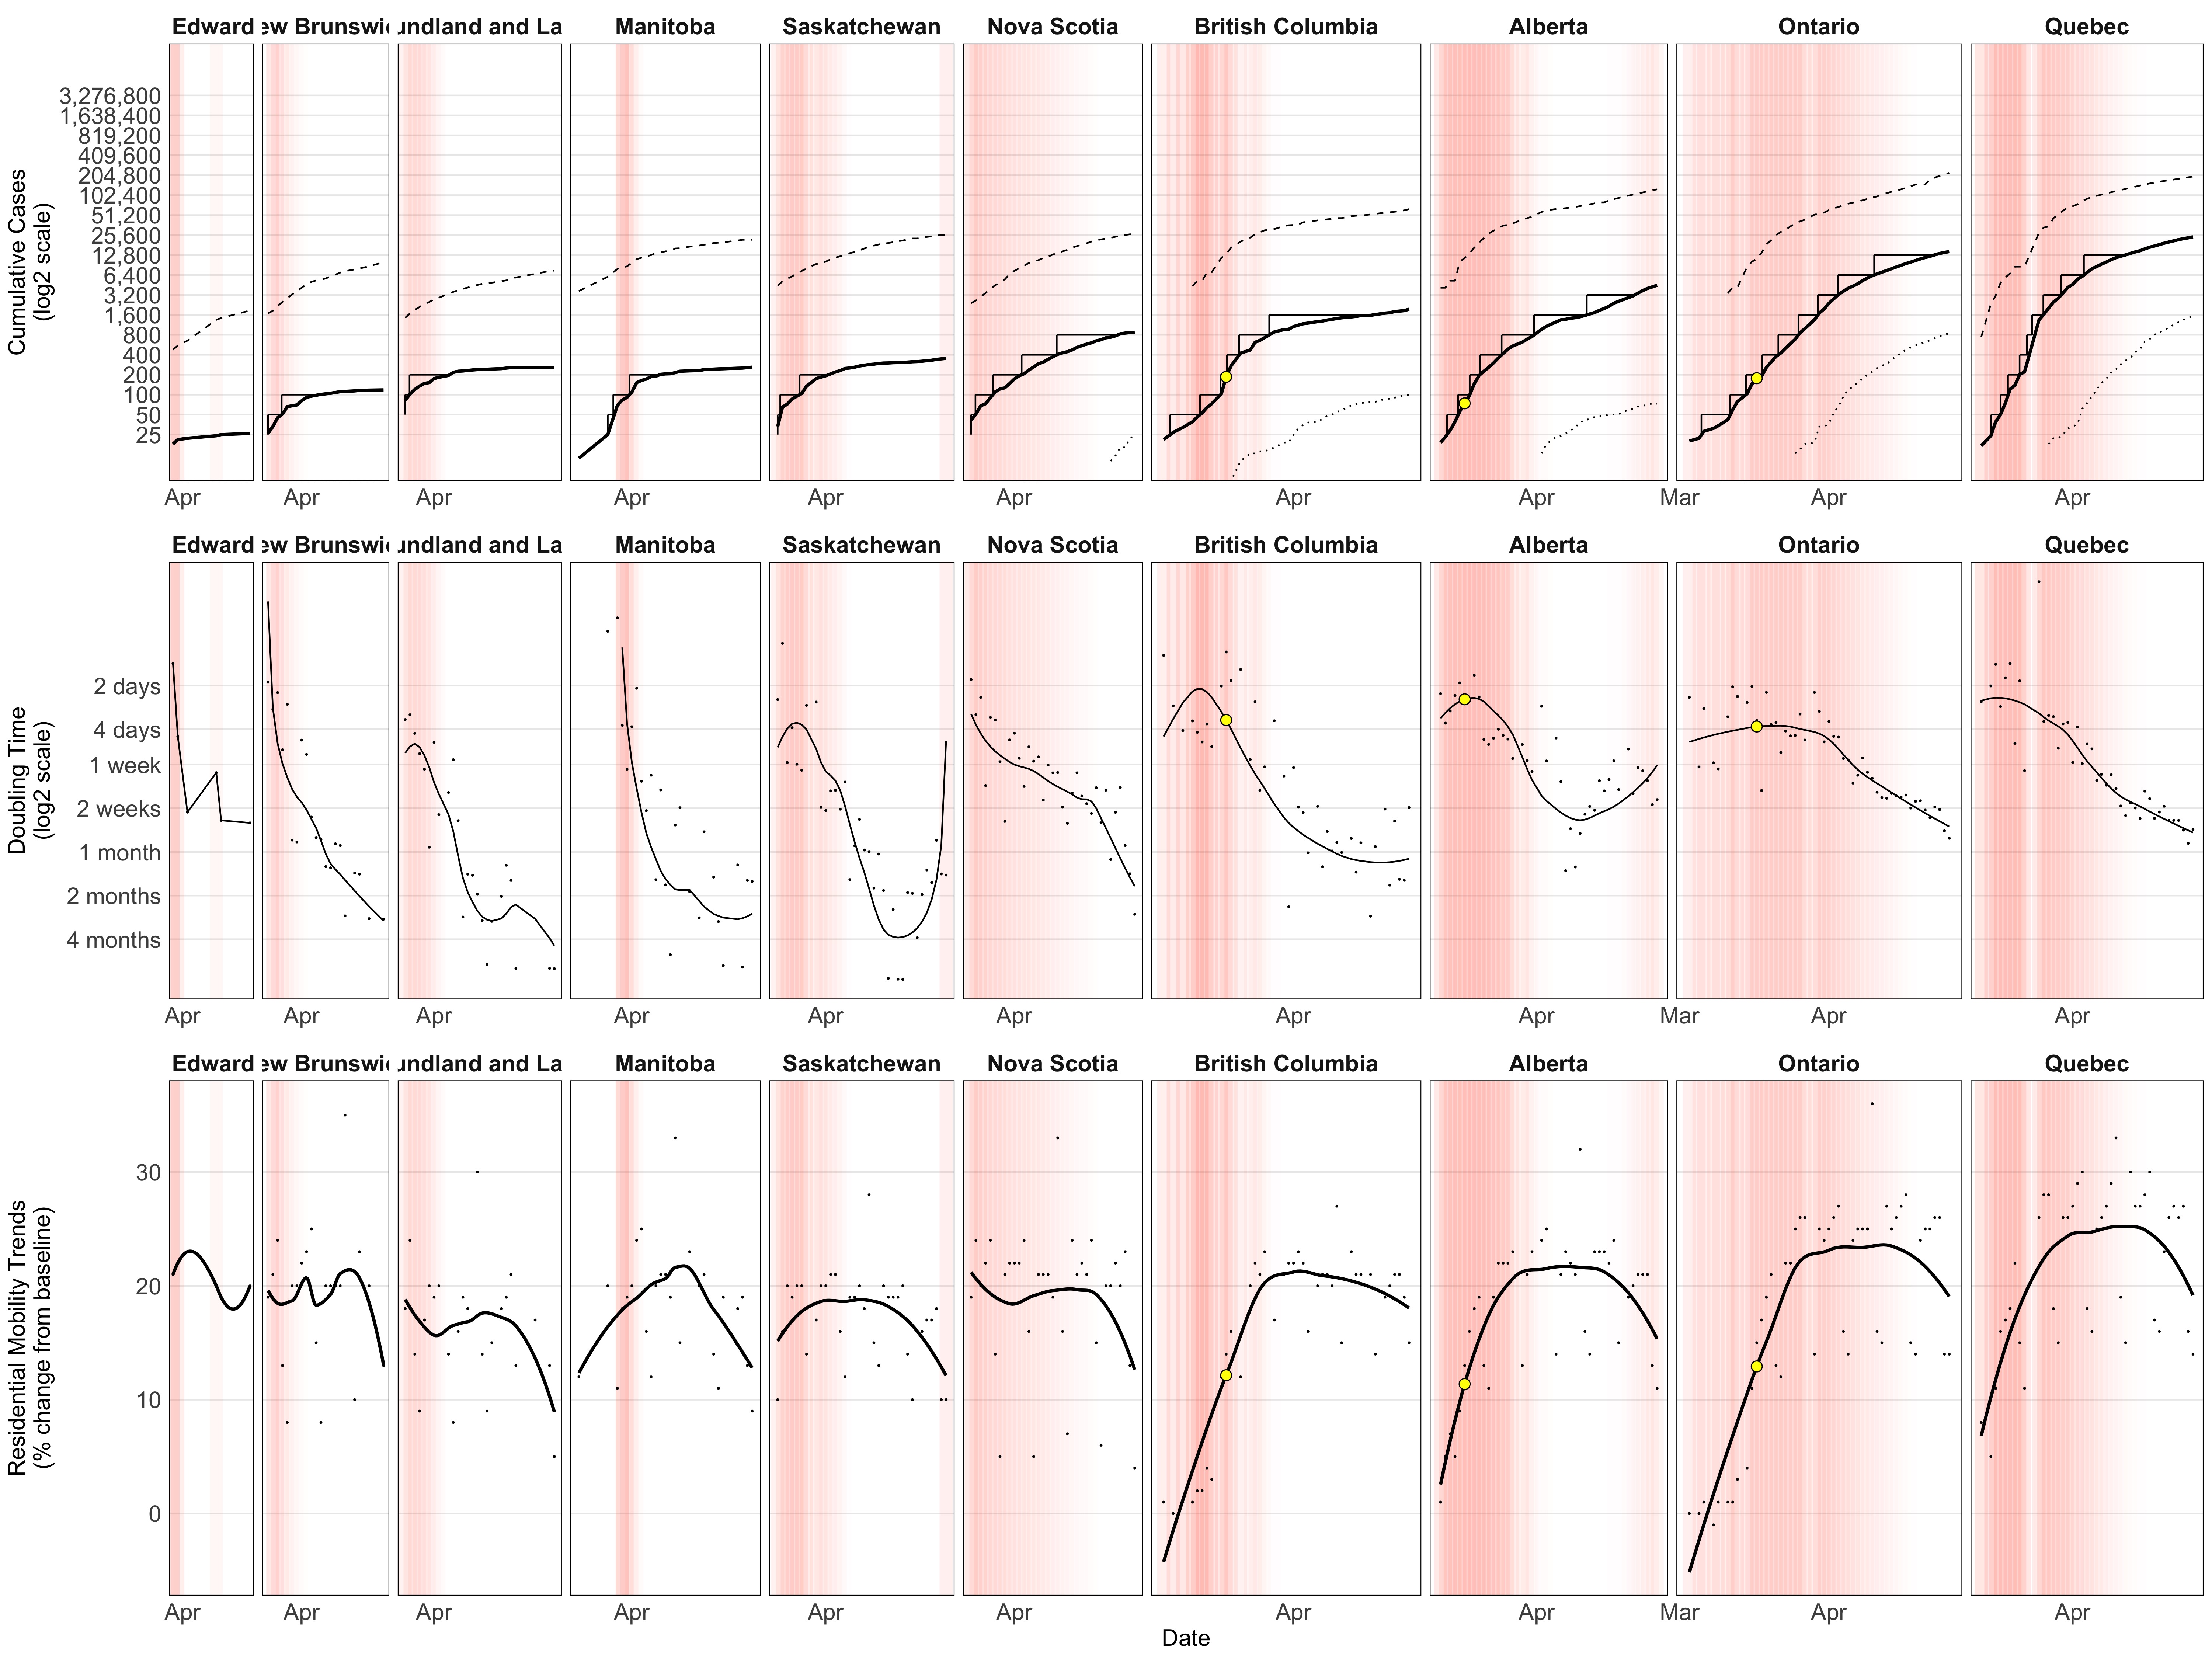 Edward
ew Brunswic
undland and La
Manitoba
Saskatchewan
Nova Scotia
British Columbia
Alberta
Ontario
Quebec
Cumulative Cases
(log2 scale)
3,276,800
1,638,400
819,200
409,600
204,800
102,400
51,200
25,600
12,800
6,400
3,200
1,600
800
400
200
100
50
25
Apr
Apr
Apr
Apr
Apr
Apr
Apr
Apr
Mar
Apr
Apr
Edward
ew Brunswic
undland and La
Manitoba
Saskatchewan
Nova Scotia
British Columbia
Alberta
Ontario
Quebec
Doubling Time
(log2 scale)
2 days
4 days
1 week
2 weeks
1 month
2 months
4 months
Apr
Apr
Apr
Apr
Apr
Apr
Apr
Apr
Mar
Apr
Apr
Edward
ew Brunswic
undland and La
Manitoba
Saskatchewan
Nova Scotia
British Columbia
Alberta
Ontario
Quebec
Residential Mobility Trends
(% change from baseline)
30
20
10
0
Apr
Apr
Apr
Apr
Apr
Apr
Apr
Apr
Mar
Apr
Apr
Date